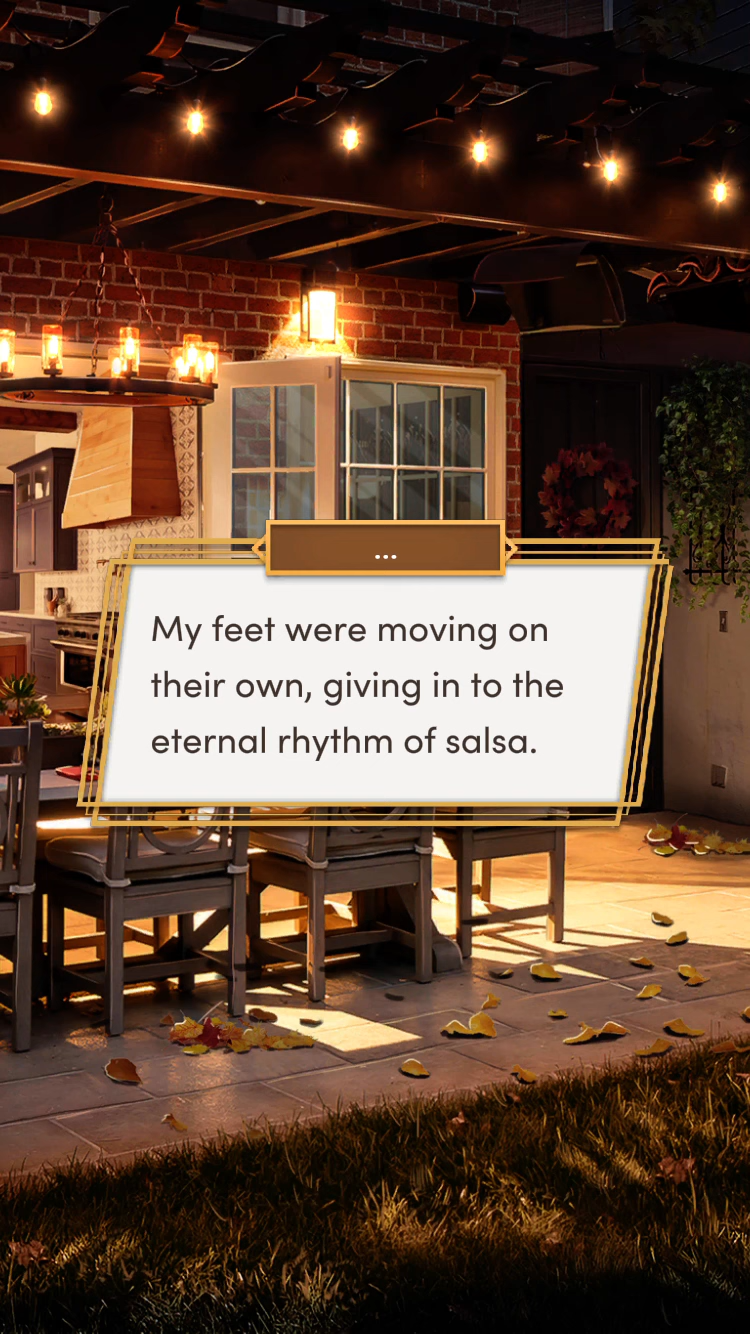 ...
My feet were moving on
their own, giving in to the
eternal rhythm of salsa.